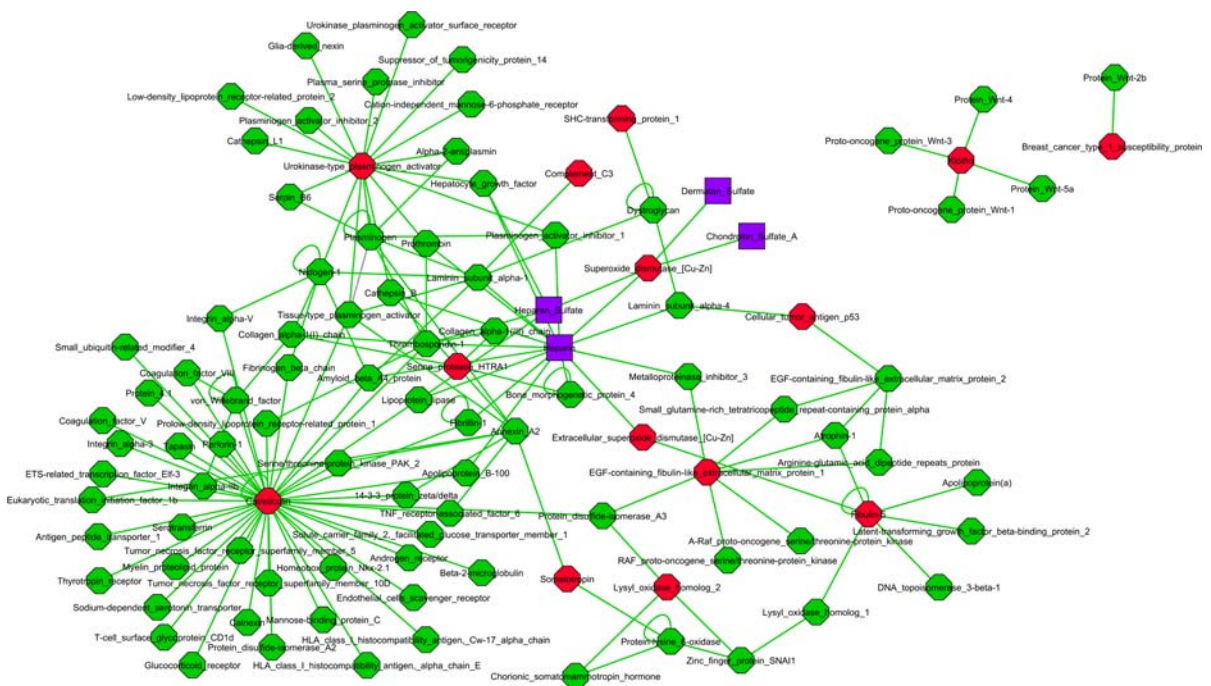 Urokinase_plasminogen_activator_surface_receptor
Glia-derived_nexin
Suppressor_of_tumorigenicity_protein_14
Plasma_serine_protease_inhibitor
Low-density_lipoprotein_receptor-related_protein_2
Cation-independent_mannose-6-phosphate_receptor
Plasminogen_activator_inhibitor_2
Cathepsin_L1
Alpha-2-antiplasmin
Urokinase-type_plasminogen_activator
Hepatocyte_growth_factor
Serpin_B6
SHC-transforming_protein_1
Complement_C3
Dermatan_Sulfate
Dystroglycan
Chondroitin_Sulfate_A
Plasminogen
Prothrombin
Plasminogen_activator_inhibitor_1
Superoxide_dismutase_[Cu-Zn]
Nidogen-1
Laminin_subunit_alpha-1
Cathepsin_B
Heparan_Sulfate
Laminin_subunit_alpha-4
Cellular_tumor_antigen_p53
Integrin_alpha-V
Tissue-type_plasminogen_activator
Collagen_alpha-1(I)_chain
Collagen_alpha-1(III)_chain
Thrombospondin-1
Heparin
Small_ubiquitin-related_modifier_4
Coagulation_factor_VIII
Fibrinogen_beta_chain
Serine_protease_HTRA1
Metalloproteinase_inhibitor_3
EGF-containing_fibulin-like_extracellular_matrix_protein_2
Protein_4.1
von_Willebrand_factor
Amyloid_beta_A4_protein
Lipoprotein_lipase
Bone_morphogenetic_protein_4
Small_glutamine-rich_tetratricopeptide_repeat-containing_protein_alpha
Coagulation_factor_V
Prolow-density_lipoprotein_receptor-related_protein_1
Fibrillin-1
Annexin_A2
Extracellular_superoxide_dismutase_[Cu-Zn]
Atrophin-1
Integrin_alpha-3
Tapasin
Perforin-1
Serine/threonine-protein_kinase_PAK_2
Arginine-glutamic_acid_dipeptide_repeats_protein
ETS-related_transcription_factor_Elf-3
Integrin_alpha-IIb
Apolipoprotein_B-100
EGF-containing_fibulin-like_extracellular_matrix_protein_1
Apolipoprotein(a)
Eukaryotic_translation_initiation_factor_1b
Calreticulin
14-3-3_protein_zeta/delta
TNF_receptor-associated_factor_6
Protein_disulfide-isomerase_A3
Fibulin-5
Latent-transforming_growth_factor_beta-binding_protein_2
Antigen_peptide_transporter_1
Serotransferrin
Solute_carrier_family_2,_facilitated_glucose_transporter_member_1
A-Raf_proto-oncogene_serine/threonine-protein_kinase
Tumor_necrosis_factor_receptor_superfamily_member_5
Androgen_receptor
RAF_proto-oncogene_serine/threonine-protein_kinase
Myelin_proteolipid_protein
Homeobox_protein_Nkx-2.1
Beta-2-microglobulin
Thyrotropin_receptor
Tumor_necrosis_factor_receptor_superfamily_member_10D
Somatotropin
Lysyl_oxidase_homolog_2
DNA_topoisomerase_3-beta-1
Endothelial_cells_scavenger_receptor
Sodium-dependent_serotonin_transporter
Calnexin
Mannose-binding_protein_C
Lysyl_oxidase_homolog_1
T-cell_surface_glycoprotein_CD1d
Protein_disulfide-isomerase_A2
HLA_class_I_histocompatibility_antigen,_Cw-17_alpha_chain
Protein-lysine_6-oxidase
Glucocorticoid_receptor
HLA_class_I_histocompatibility_antigen,_alpha_chain_E
Zinc_finger_protein_SNAI1
Chorionic_somatomammotropin_hormone
Protein_Wnt-2b
Protein_Wnt-4
Proto-oncogene_protein_Wnt-3
Breast_cancer_type_1_susceptibility_protein
Klotho
Protein_Wnt-5a
Proto-oncogene_protein_Wnt-1